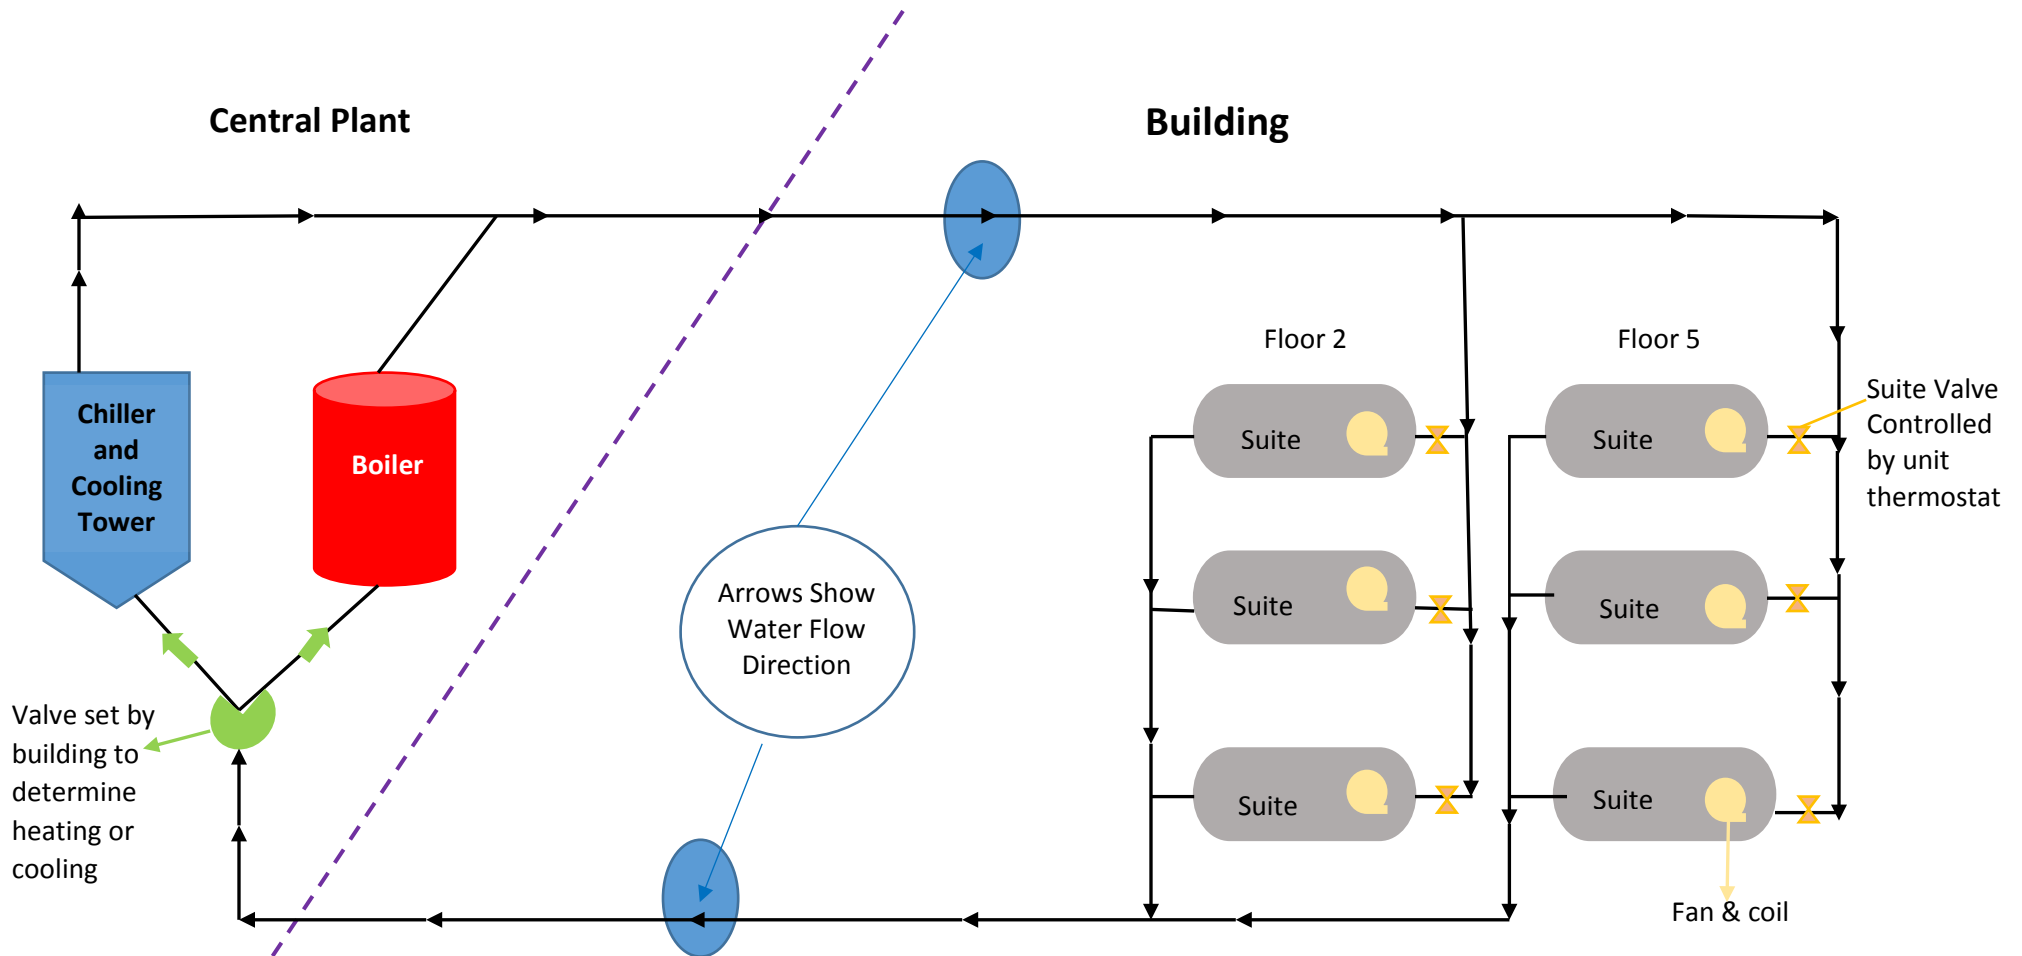 Central Plant
Building
Floor 2
Floor 5
Chiller
and
Cooling
Tower
Boiler
Suite
Suite
Suite Valve
Controlled
by unit
thermostat
Arrows Show
Water Flow
Direction
Suite
Suite
Valve set by
building to
determine
heating or
cooling
Suite
Suite
Fan & coil